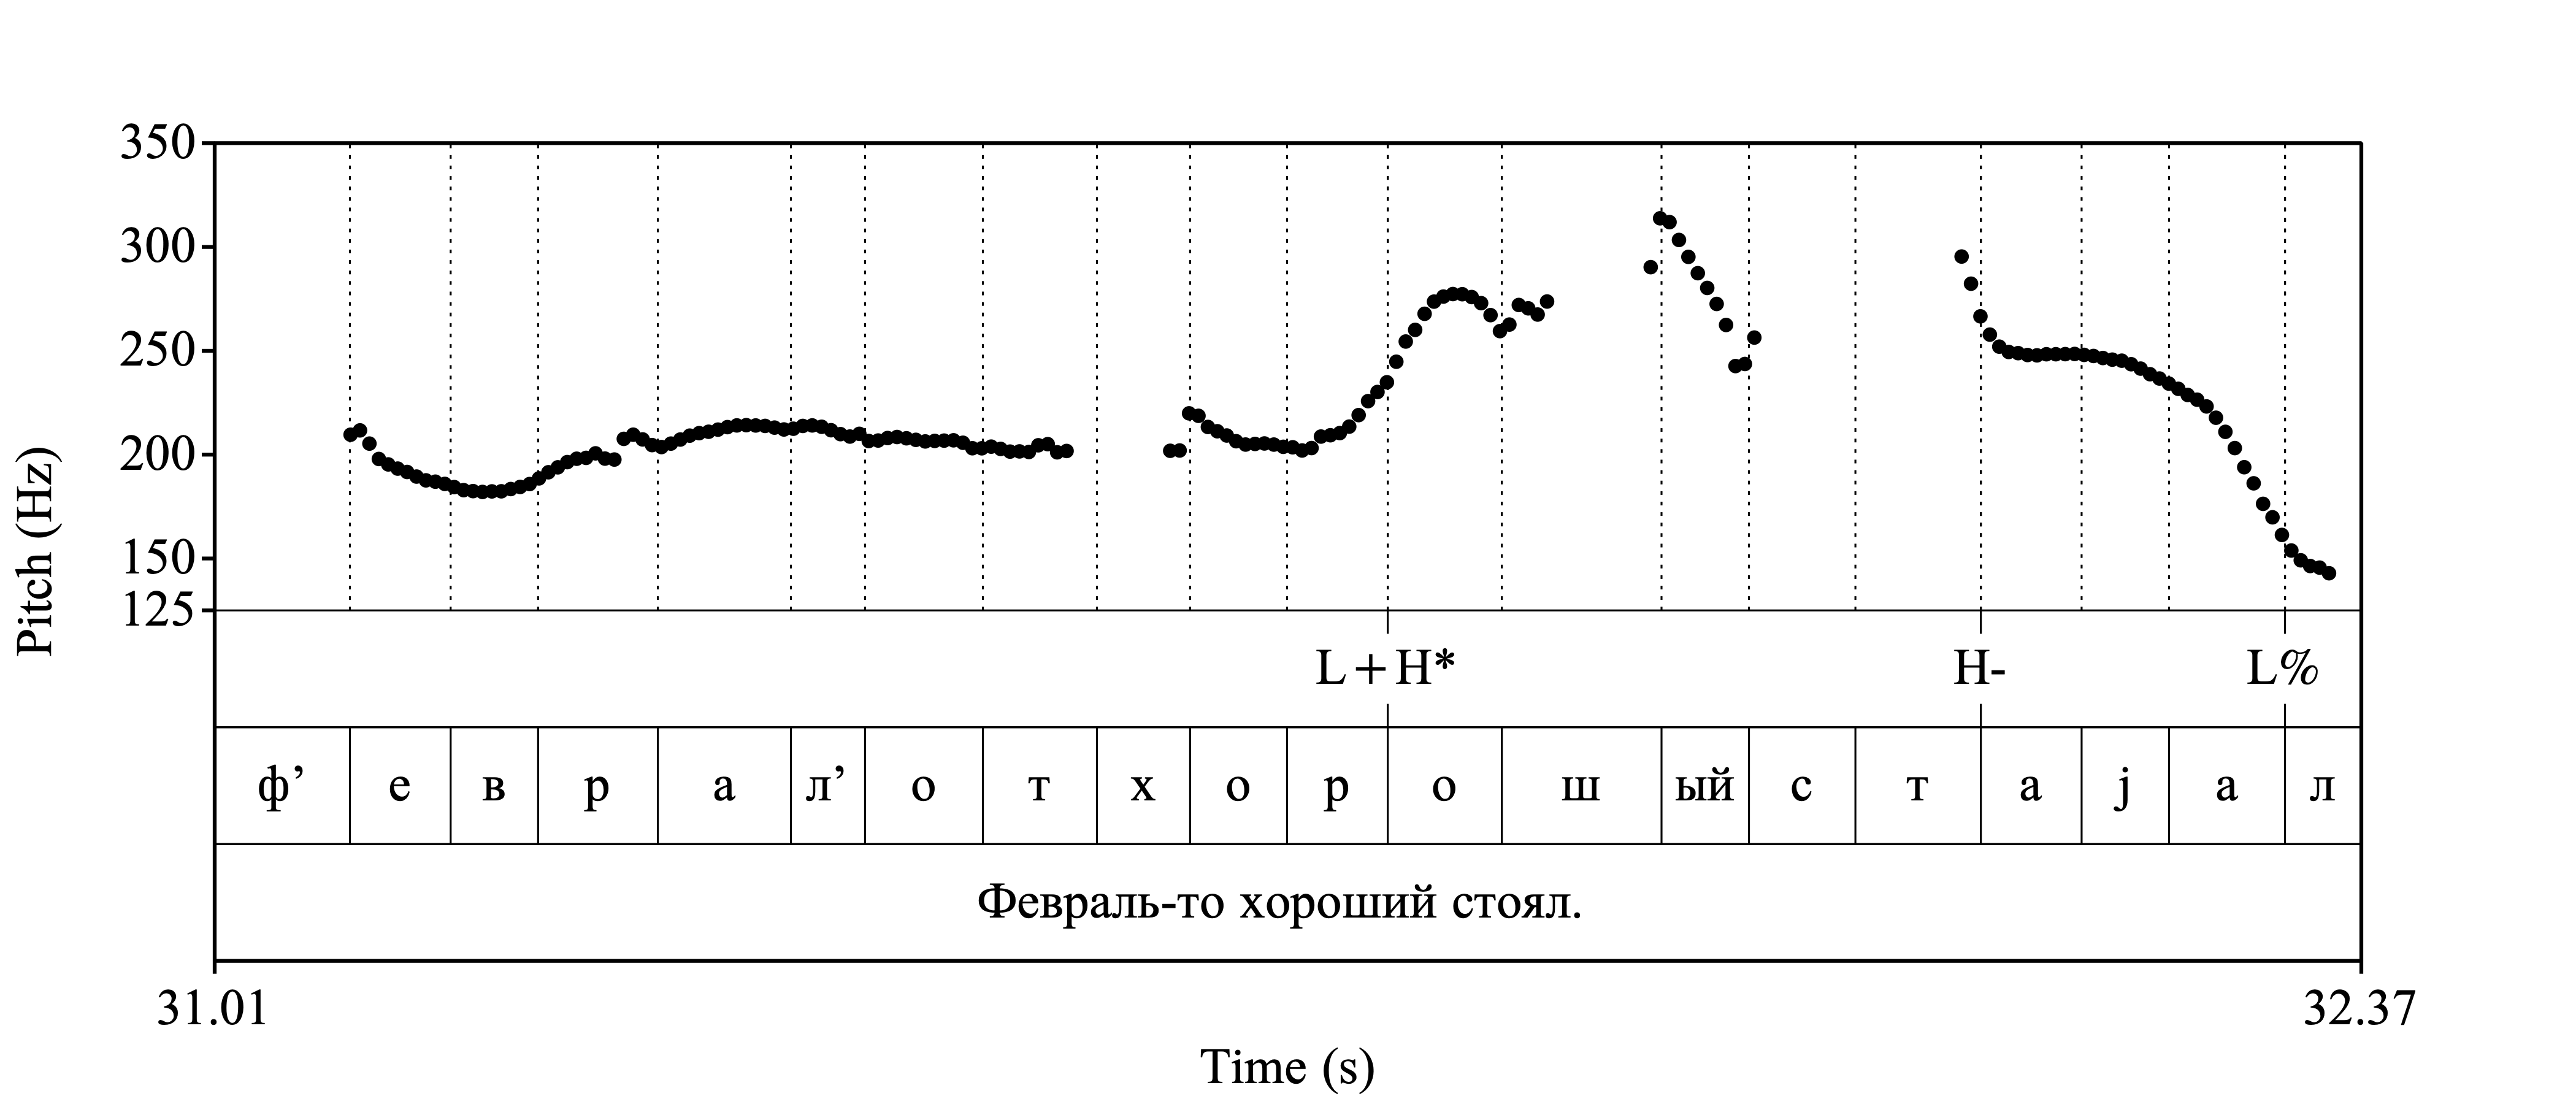 350
300
250
200
150
125
Pitch (Hz)
L+H* H- L%
ф’ е в р а л’ о т х о р о ш ый с т а j а л
Февраль-то хороший стоял.
31.01 32.37
Time (s)